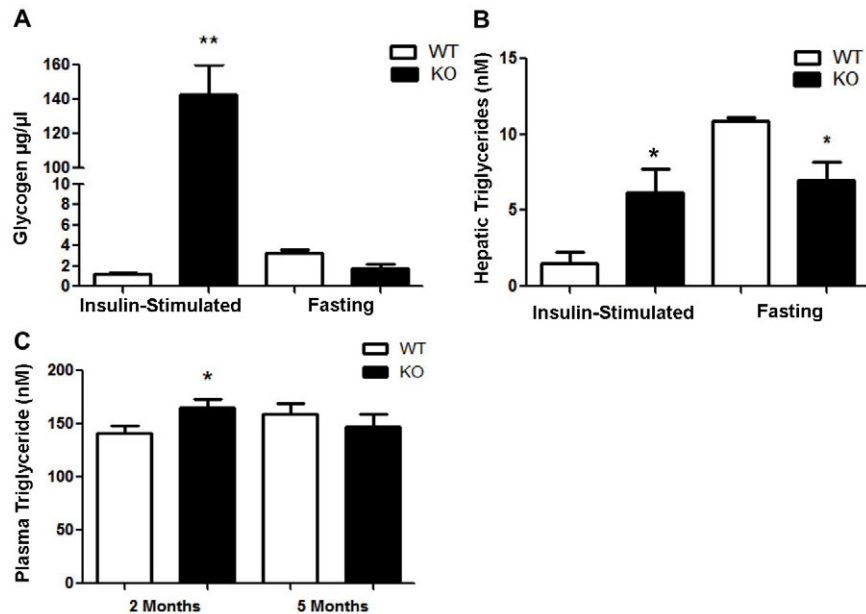 A
**
WT
KO
Glycogen µg/µl
160
140
120
100
10
8
6
4
2
0
Insulin-Stimulated
Fasting
B
WT
KO
Hepatic Triglycerides (nM)
15
10
5
0
*
*
Insulin-Stimulated
Fasting
C
WT
KO
Plasma Triglyceride (nM)
200
150
100
50
0
*
2 Months
5 Months